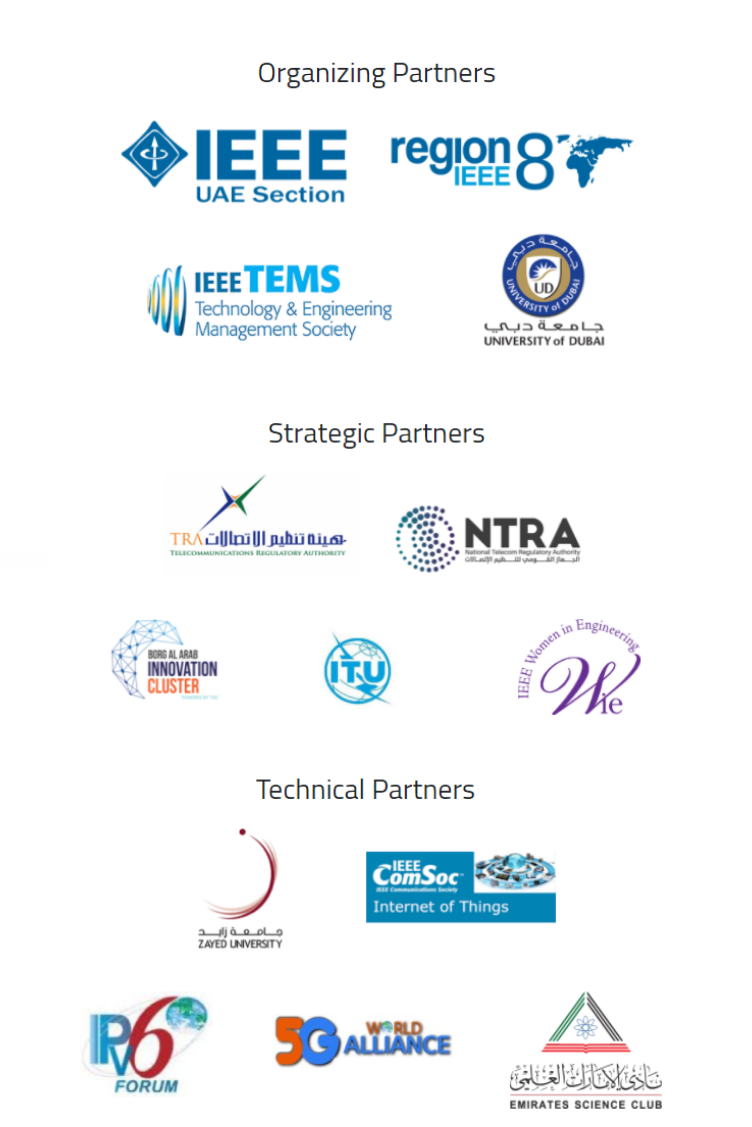 Organizing Partners
IEEE
UAE Section
region 8
IEEE
IEEE TEMS
Technology & Engineering
Management Society
جامعة دبي
UD
UNIVERSITY of DUBAI
جامعة دبي
UNIVERSITY of DUBAI
Strategic Partners
TRA هيئة تنظيم الاتصالات
TELECOMMUNICATIONS REGULATORY AUTHORITY
NTRA
National Telecom Regulatory Authority
الجهاز القومي لتنظيم الإتصالات
BORG AL ARAB
INNOVATION
CLUSTER
ITU
IEEE Women in Engineering
Wie
Technical Partners
جامعة زايد
ZAYED UNIVERSITY
IEEE
ComSoc™
IEEE Communications Society
Internet of Things
IPV6
FORUM
5G WORLD
ALLIANCE
نادي الإمارات العلمي
EMIRATES SCIENCE CLUB